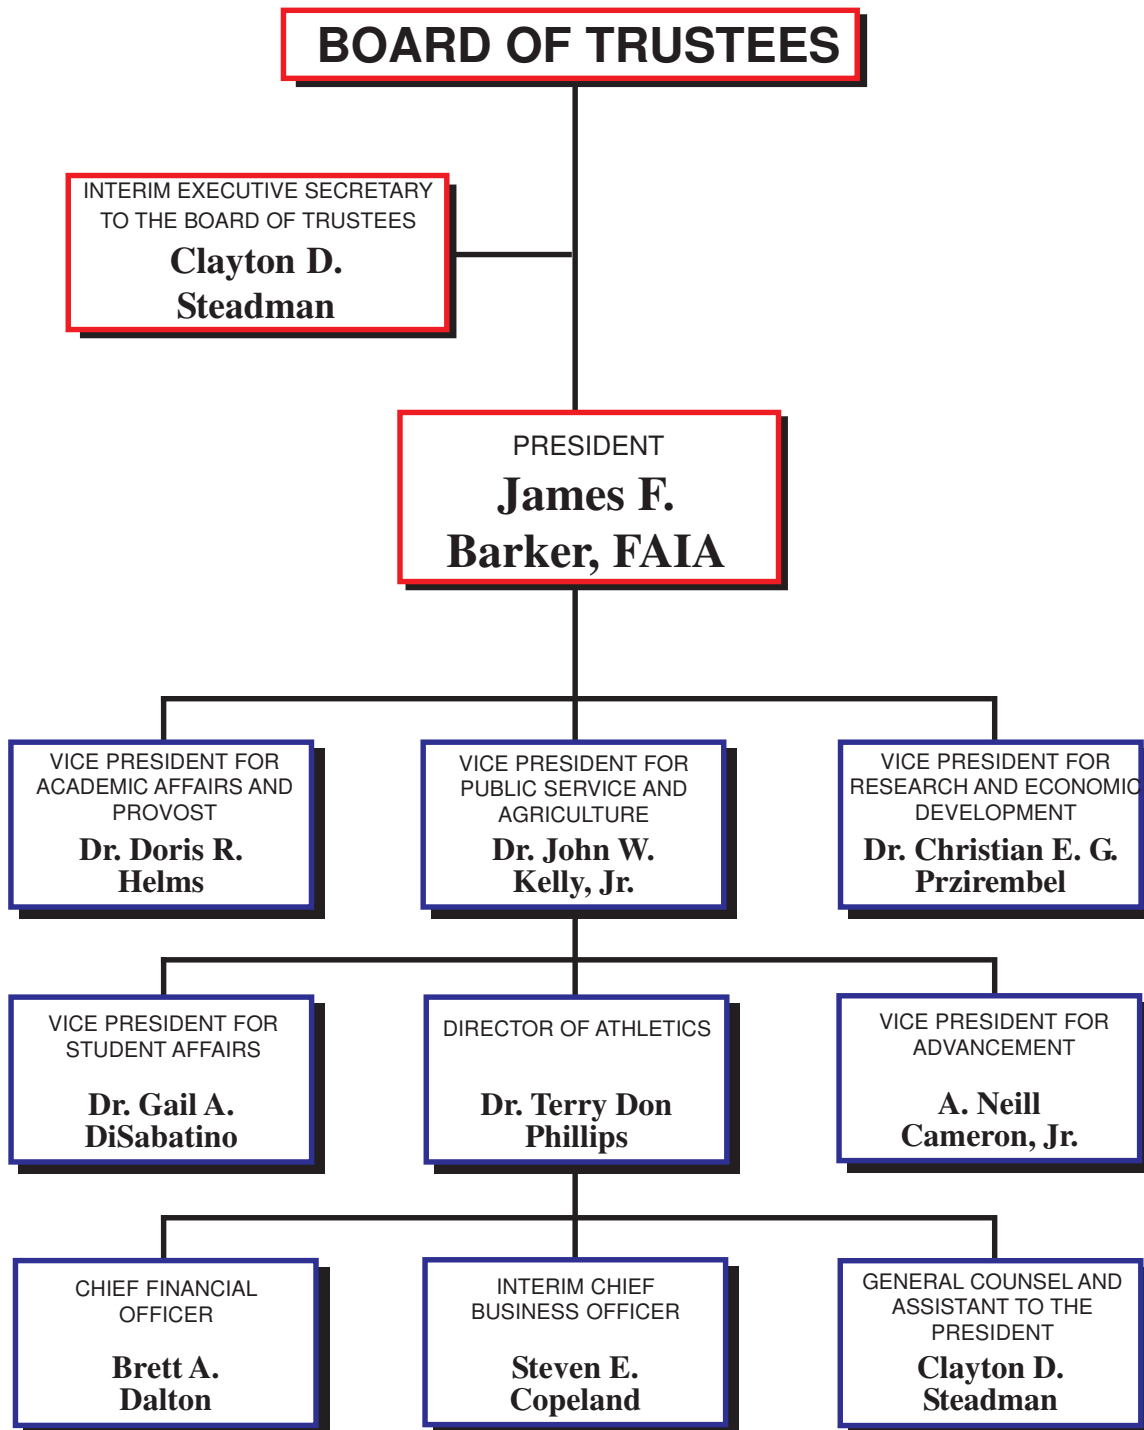 BOARD OF TRUSTEES
INTERIM EXECUTIVE SECRETARY
TO THE BOARD OF TRUSTEES
Clayton D.
Steadman
PRESIDENT
James F.
Barker, FAIA
VICE PRESIDENT FOR
ACADEMIC AFFAIRS AND
PROVOST
Dr. Doris R.
Helms
VICE PRESIDENT FOR
PUBLIC SERVICE AND
AGRICULTURE
Dr. John W.
Kelly, Jr.
VICE PRESIDENT FOR
RESEARCH AND ECONOMIC
DEVELOPMENT
Dr. Christian E. G.
Przirembel
VICE PRESIDENT FOR
STUDENT AFFAIRS
Dr. Gail A.
DiSabatino
DIRECTOR OF ATHLETICS
Dr. Terry Don
Phillips
VICE PRESIDENT FOR
ADVANCEMENT
A. Neill
Cameron, Jr.
CHIEF FINANCIAL
OFFICER
Brett A.
Dalton
INTERIM CHIEF
BUSINESS OFFICER
Steven E.
Copeland
GENERAL COUNSEL AND
ASSISTANT TO THE
PRESIDENT
Clayton D.
Steadman